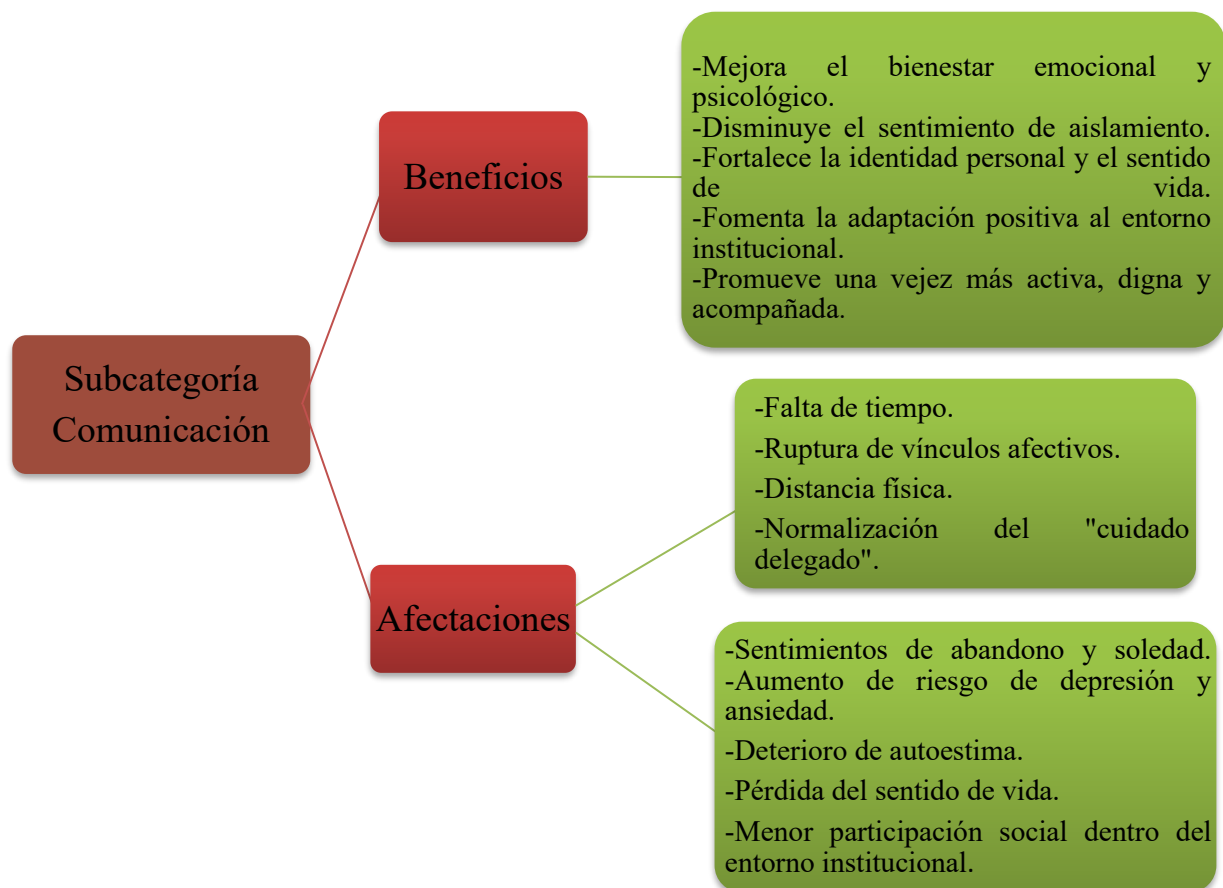 Subcategoría
Comunicación
Beneficios
-Mejora el bienestar emocional y
psicológico.
-Disminuye el sentimiento de aislamiento.
-Fortalece la identidad personal y el sentido
de vida.
-Fomenta la adaptación positiva al entorno
institucional.
-Promueve una vejez más activa, digna y
acompañada.
Afectaciones
-Falta de tiempo.
-Ruptura de vínculos afectivos.
-Distancia física.
-Normalización del "cuidado
delegado".
-Sentimientos de abandono y soledad.
-Aumento de riesgo de depresión y
ansiedad.
-Deterioro de autoestima.
-Pérdida del sentido de vida.
-Menor participación social dentro del
entorno institucional.